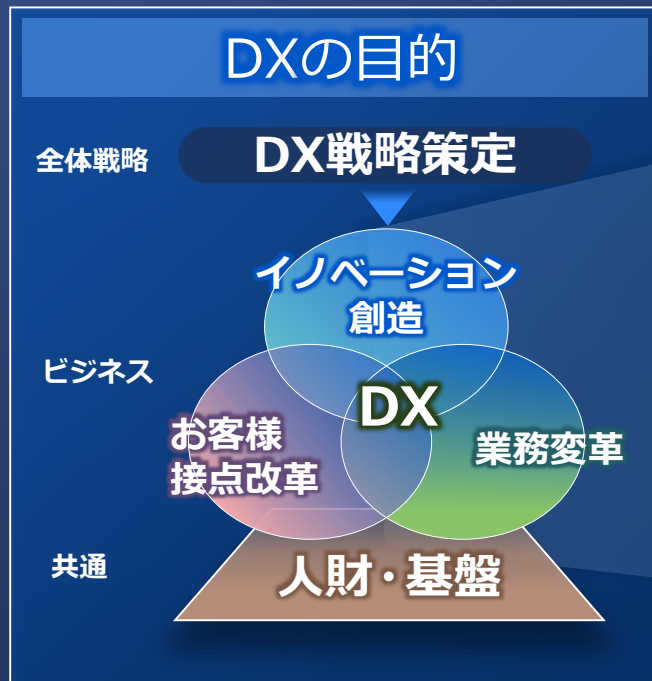 DXの目的
全体戦略
DX戦略策定
イノベーション
創造
ビジネス
DX
お客様
接点改革
業務変革
共通
人財・基盤